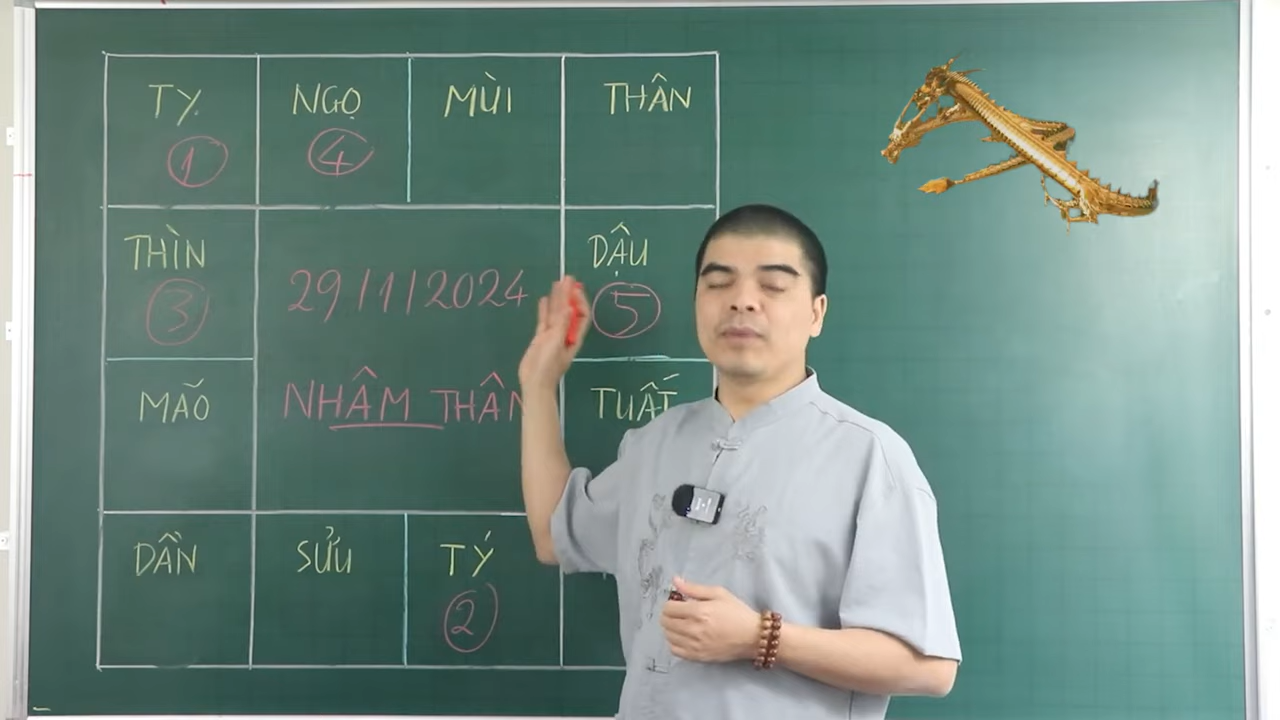 TỴ NGỌ MÙI THÂN
1 4
THÌN DẬU
3 29/11/2024 5
MÃO NHÂM THÂN TUẤT
DẦN SỬU TÝ
2